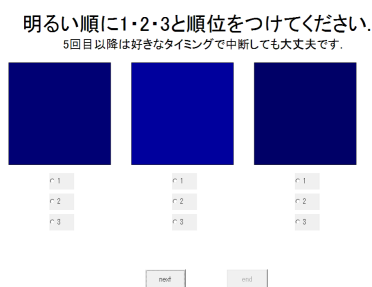 明るい順に1・2・3と順位をつけてください.
5回目以降は好きなタイミングで中断しても大丈夫です.
1 1 1
2 2 2
3 3 3
next end